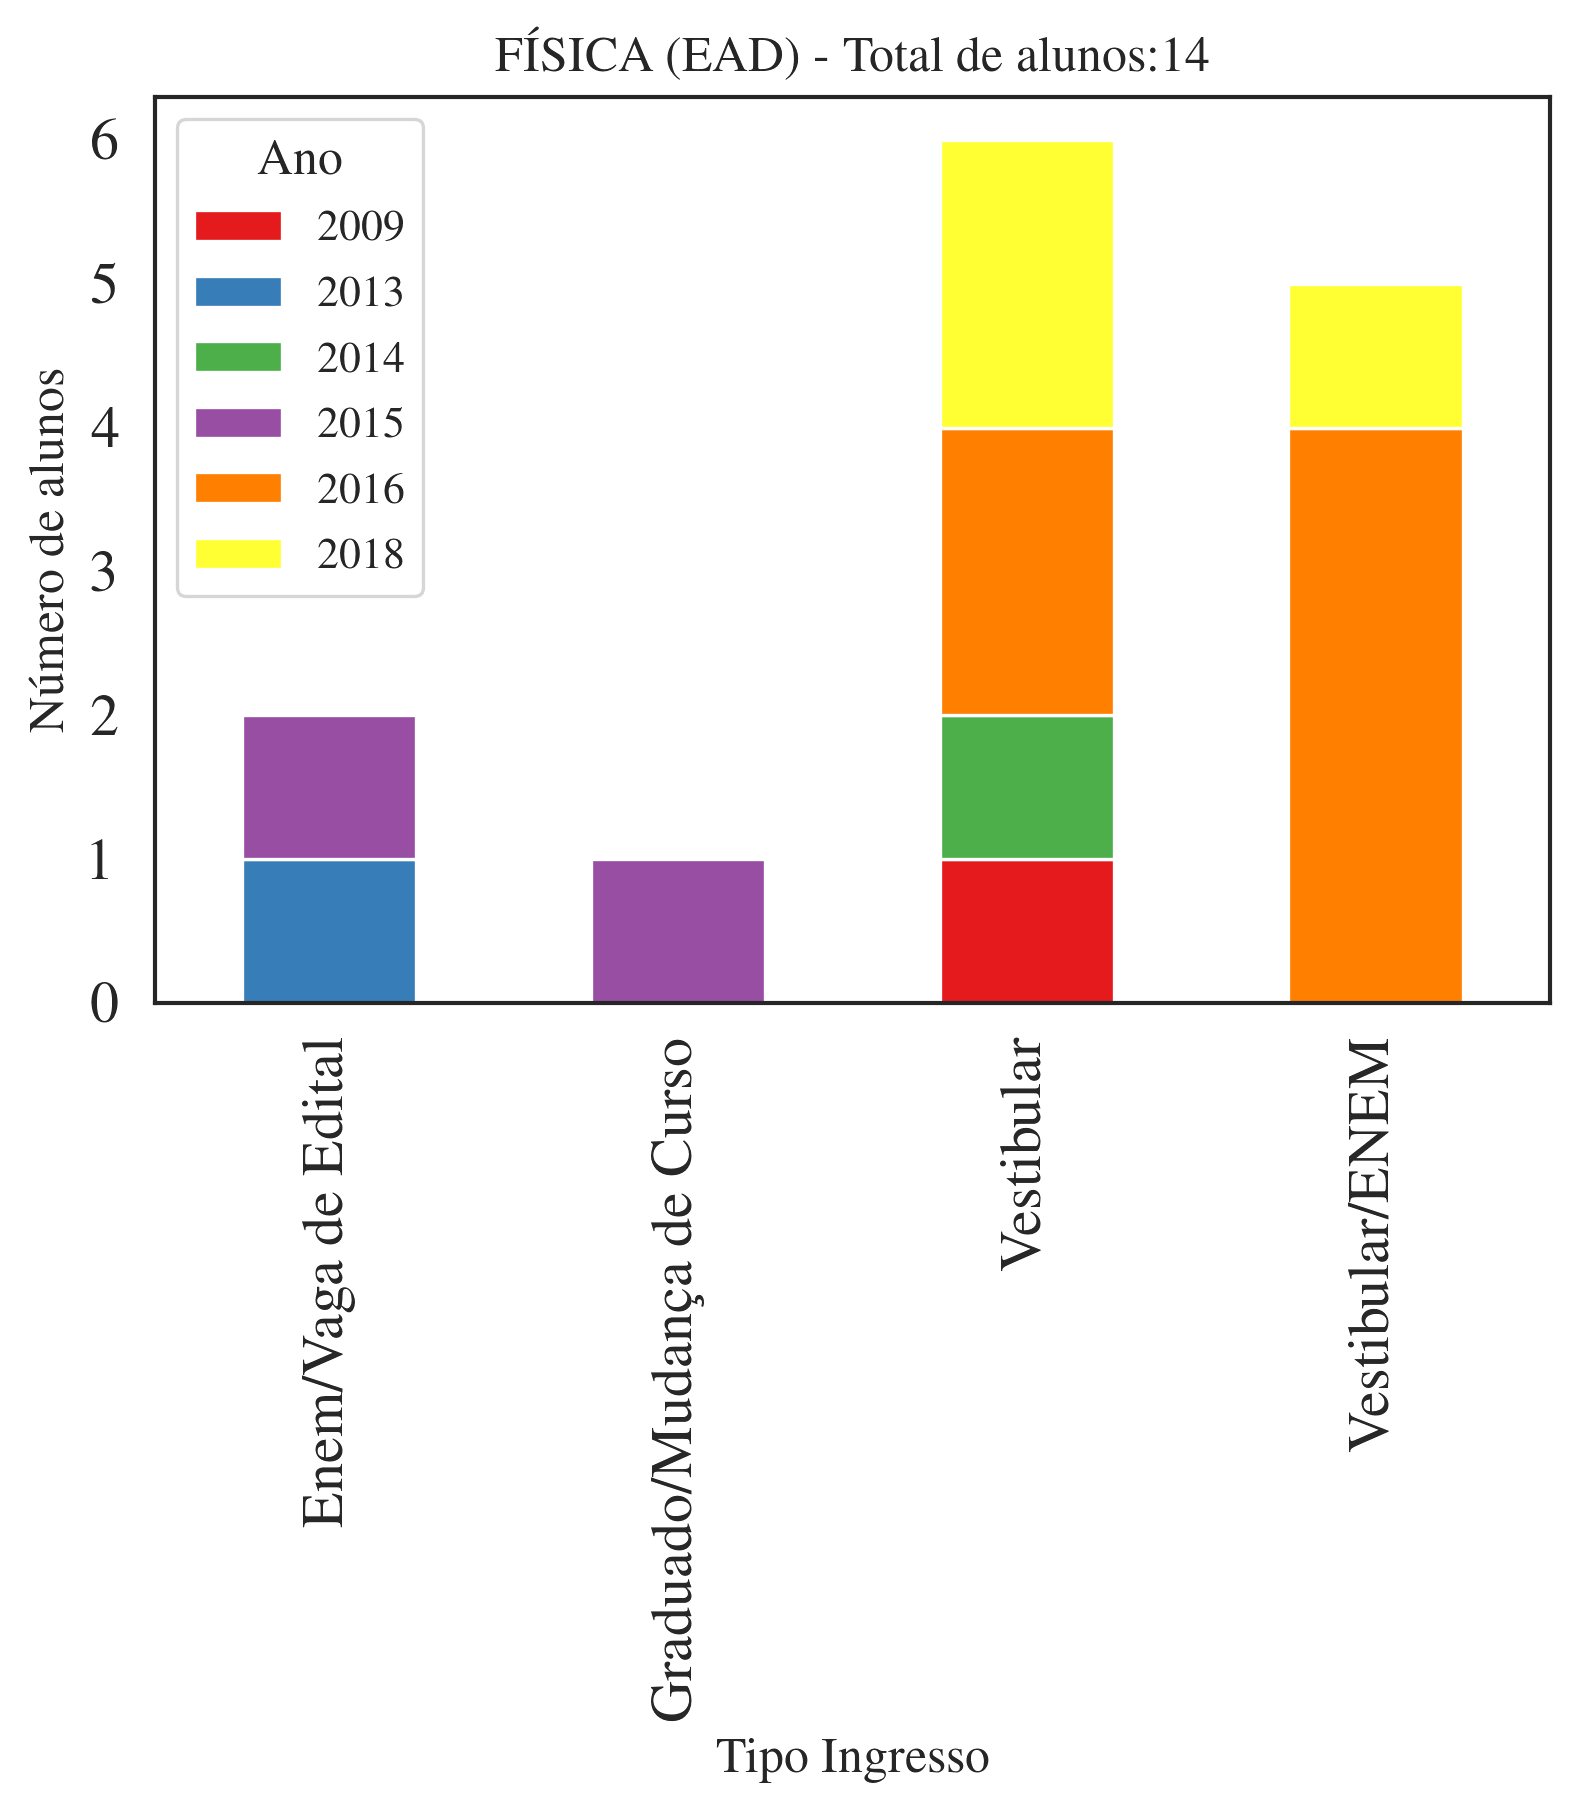 FÍSICA (EAD) - Total de alunos:14
Ano
2009
2013
2014
2015
2016
2018
Número de alunos
6
5
4
3
2
1
0
Enem/Vaga de Edital
Graduado/Mudança de Curso
Vestibular
Vestibular/ENEM
Tipo Ingresso